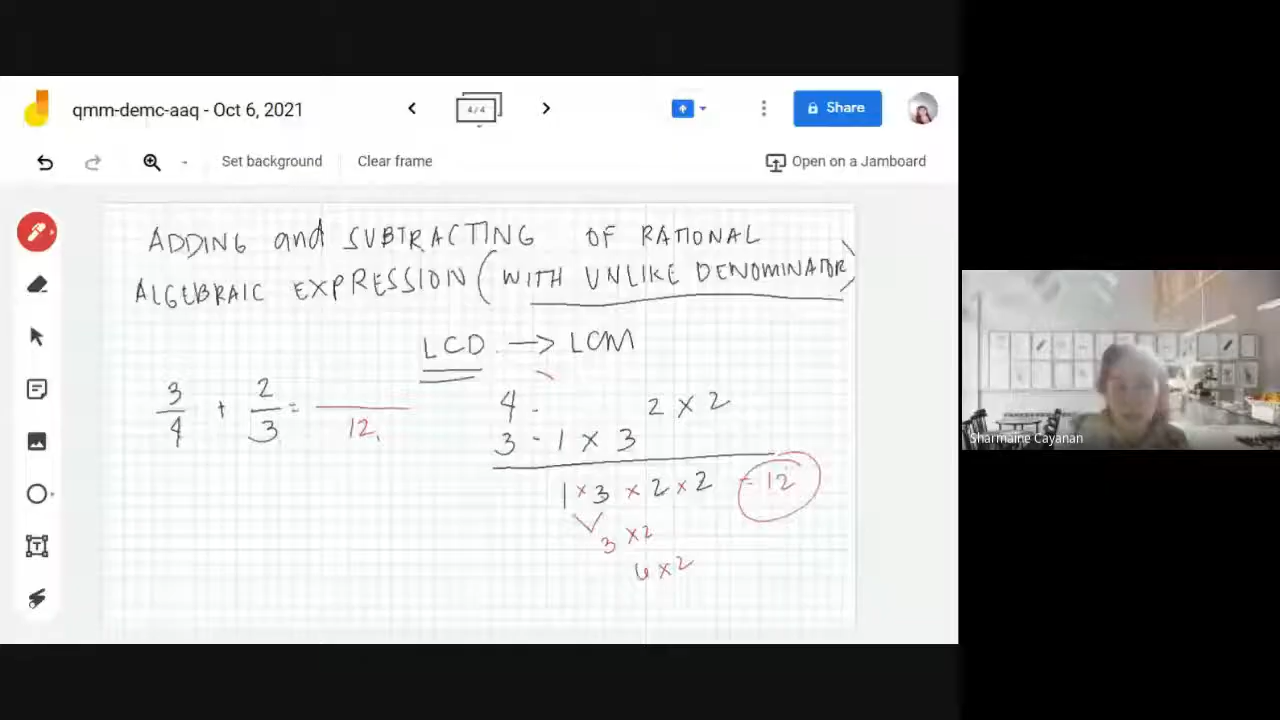 qmm-demc-aaq - Oct 6, 2021
4/4
Share
Set background
Clear frame
Open on a Jamboard
ADDING and SUBTRACTING OF RATIONAL
ALGEBRAIC EXPRESSION (WITH UNLIKE DENOMINATOR)
LCD → LCM
3/4 + 2/3 = /12
4 - 2 × 2
3 - 1 × 3
1 × 3 × 2 × 2 = 12
3 × 2
6 × 2
Sharmaine Cayanan